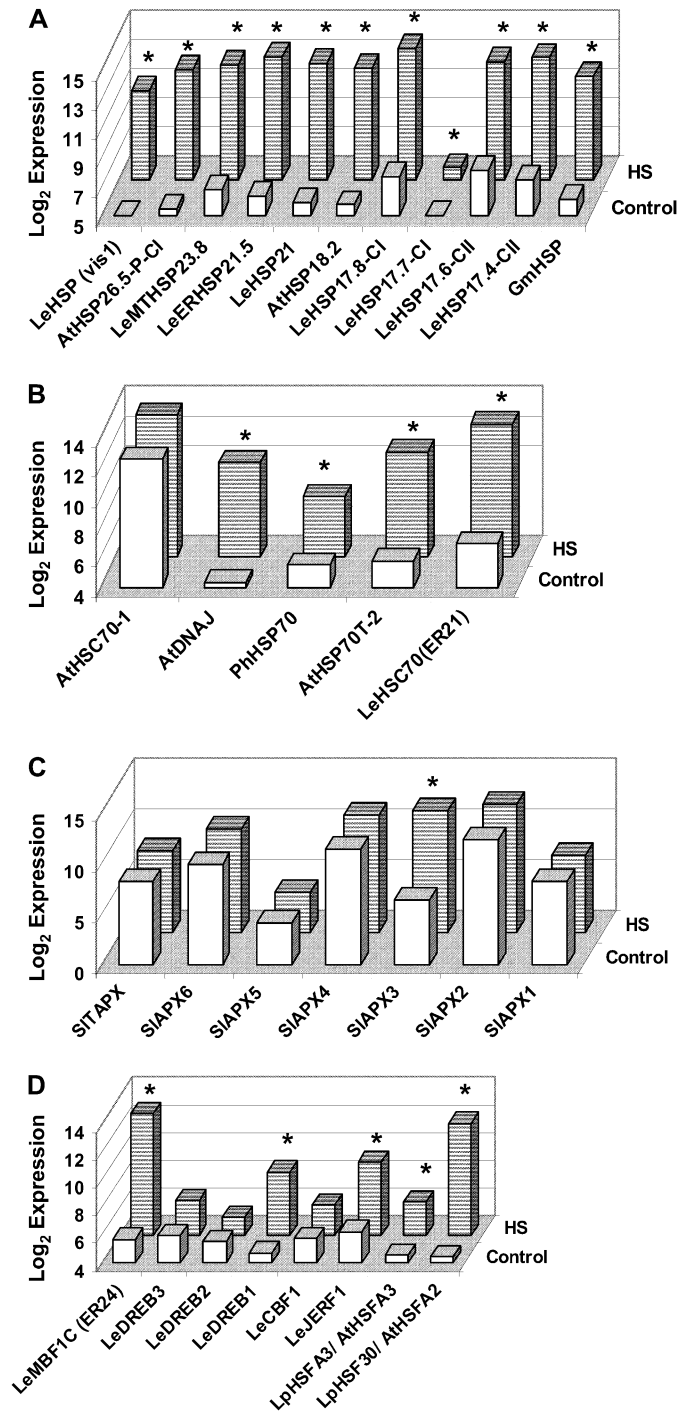 A
* * * * * * * * * * *
Log2 Expression
15
13
11
9
7
5
HS
Control
LeHSP (vis1)
AtHSP26.5-P-CI
LeMTHSP23.8
LeERHSP21.5
LeHSP21
AtHSP18.2
LeHSP17.8-CI
LeHSP17.7-CI
LeHSP17.6-CII
LeHSP17.4-CII
GmHSP
B
* * * *
Log2 Expression
14
12
10
8
6
4
HS
Control
AtHSC70-1
AtDNAJ
PhHSP70
AtHSP70T-2
LeHSC70(ER21)
C
*
Log2 Expression
15
10
5
0
HS
Control
SlTAPX
SlAPX6
SlAPX5
SlAPX4
SlAPX3
SlAPX2
SlAPX1
D
* * * * *
Log2 Expression
14
12
10
8
6
4
HS
Control
LeMBF1C (ER24)
LeDREB3
LeDREB2
LeDREB1
LeCBF1
LeJERF1
LpHSFA3/ AtHSFA3
LpHSF30/ AtHSFA2